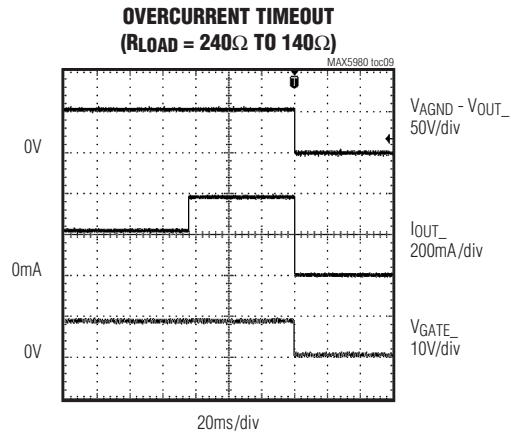 OVERCURRENT TIMEOUT
(RLOAD = 240Ω TO 140Ω)
MAX5980 toc09
VAGND - VOUT_
50V/div
0V
IOUT_
200mA/div
0mA
VGATE_
10V/div
0V
20ms/div